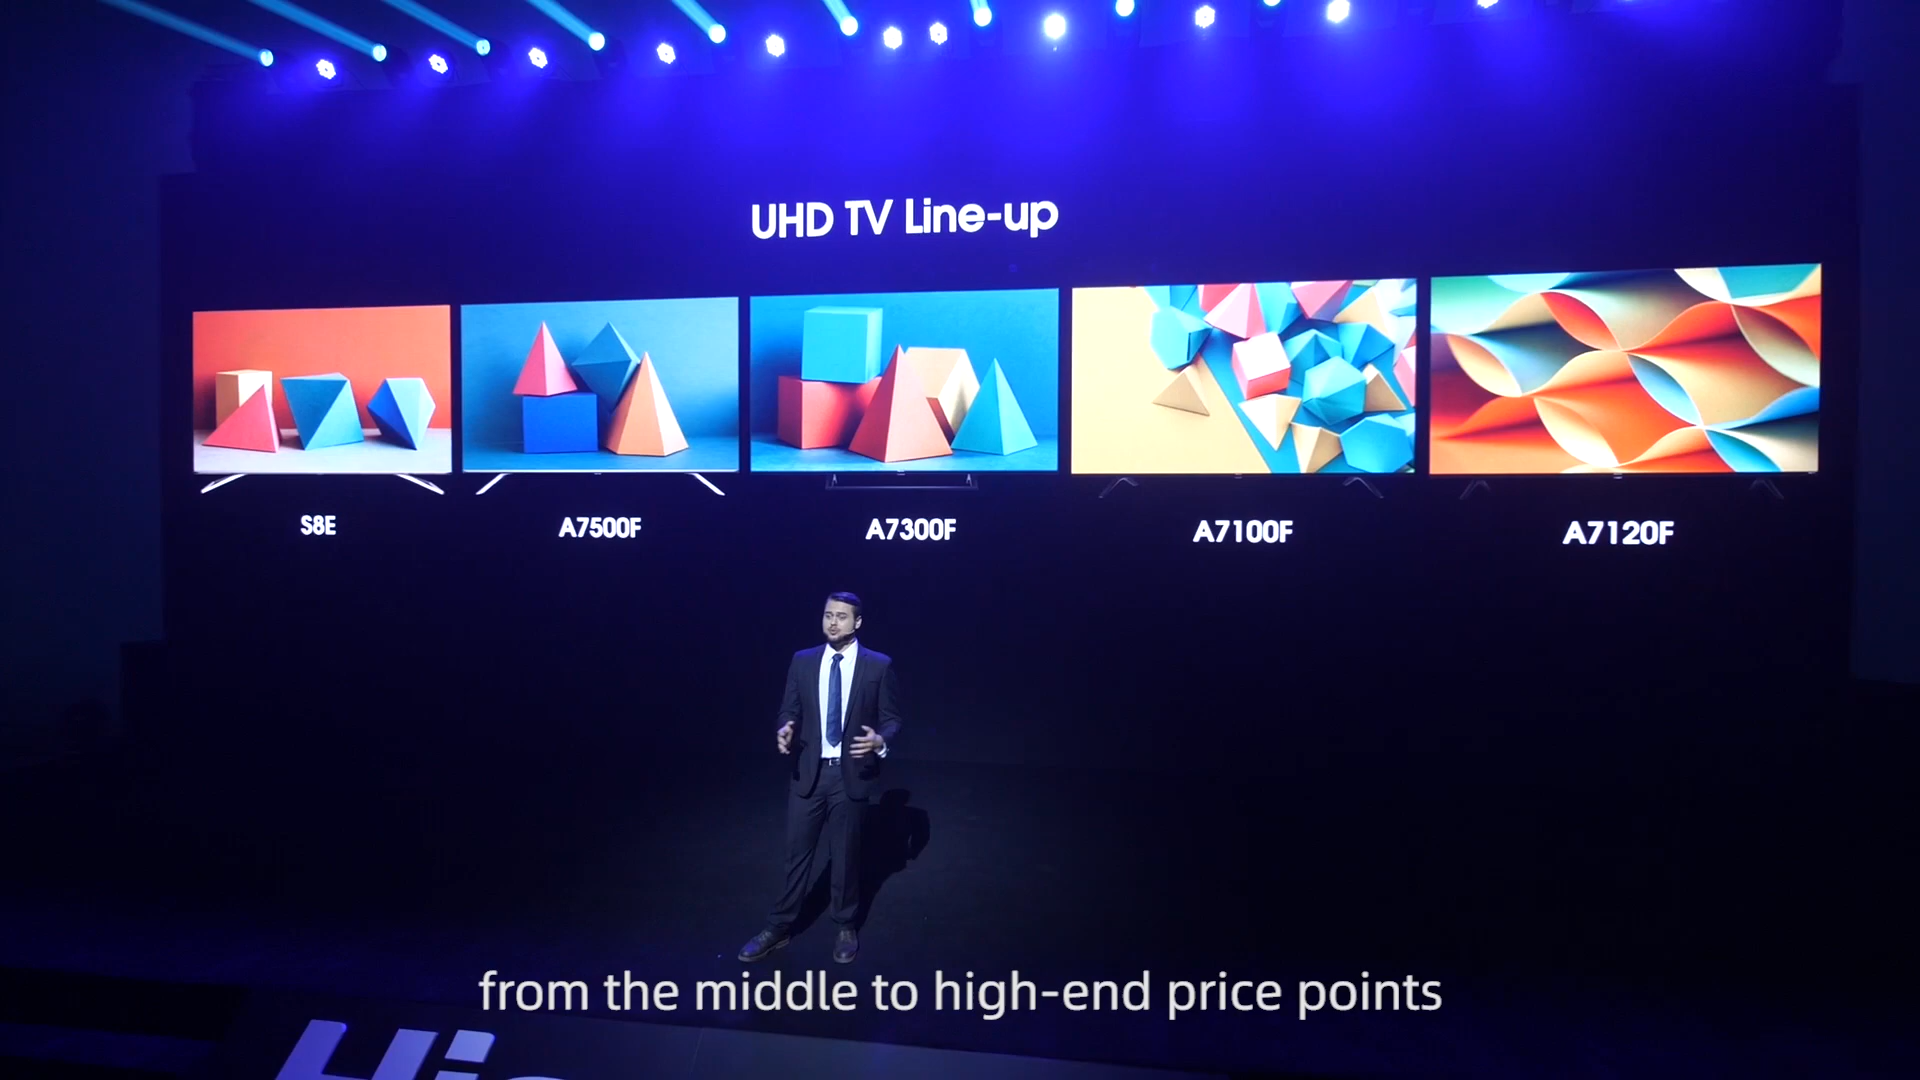 UHD TV Line-up
S8E
A7500F
A7300F
A7100F
A7120F
from the middle to high-end price points